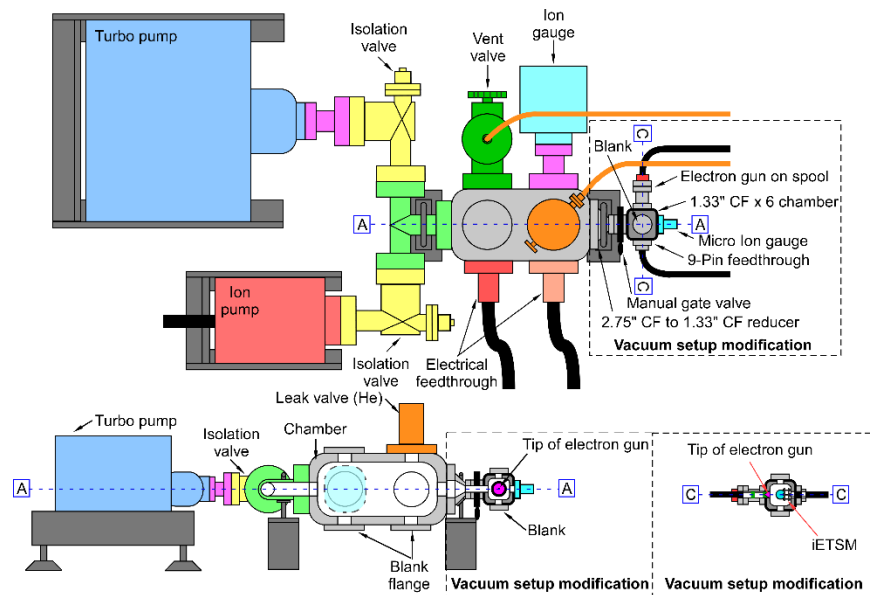 Turbo pump
Isolation
valve
Vent
valve
Ion
gauge
C
Blank
Electron gun on spool
1.33" CF x 6 chamber
A
A
Micro Ion gauge
9-Pin feedthrough
C
Ion
pump
Manual gate valve
2.75" CF to 1.33" CF reducer
Isolation
valve
Electrical
feedthrough
Vacuum setup modification
Leak valve (He)
Turbo pump
Isolation
valve
Chamber
Tip of electron gun
A
A
Blank
Blank
flange
Vacuum setup modification
Tip of electron gun
C
C
iETSM
Vacuum setup modification